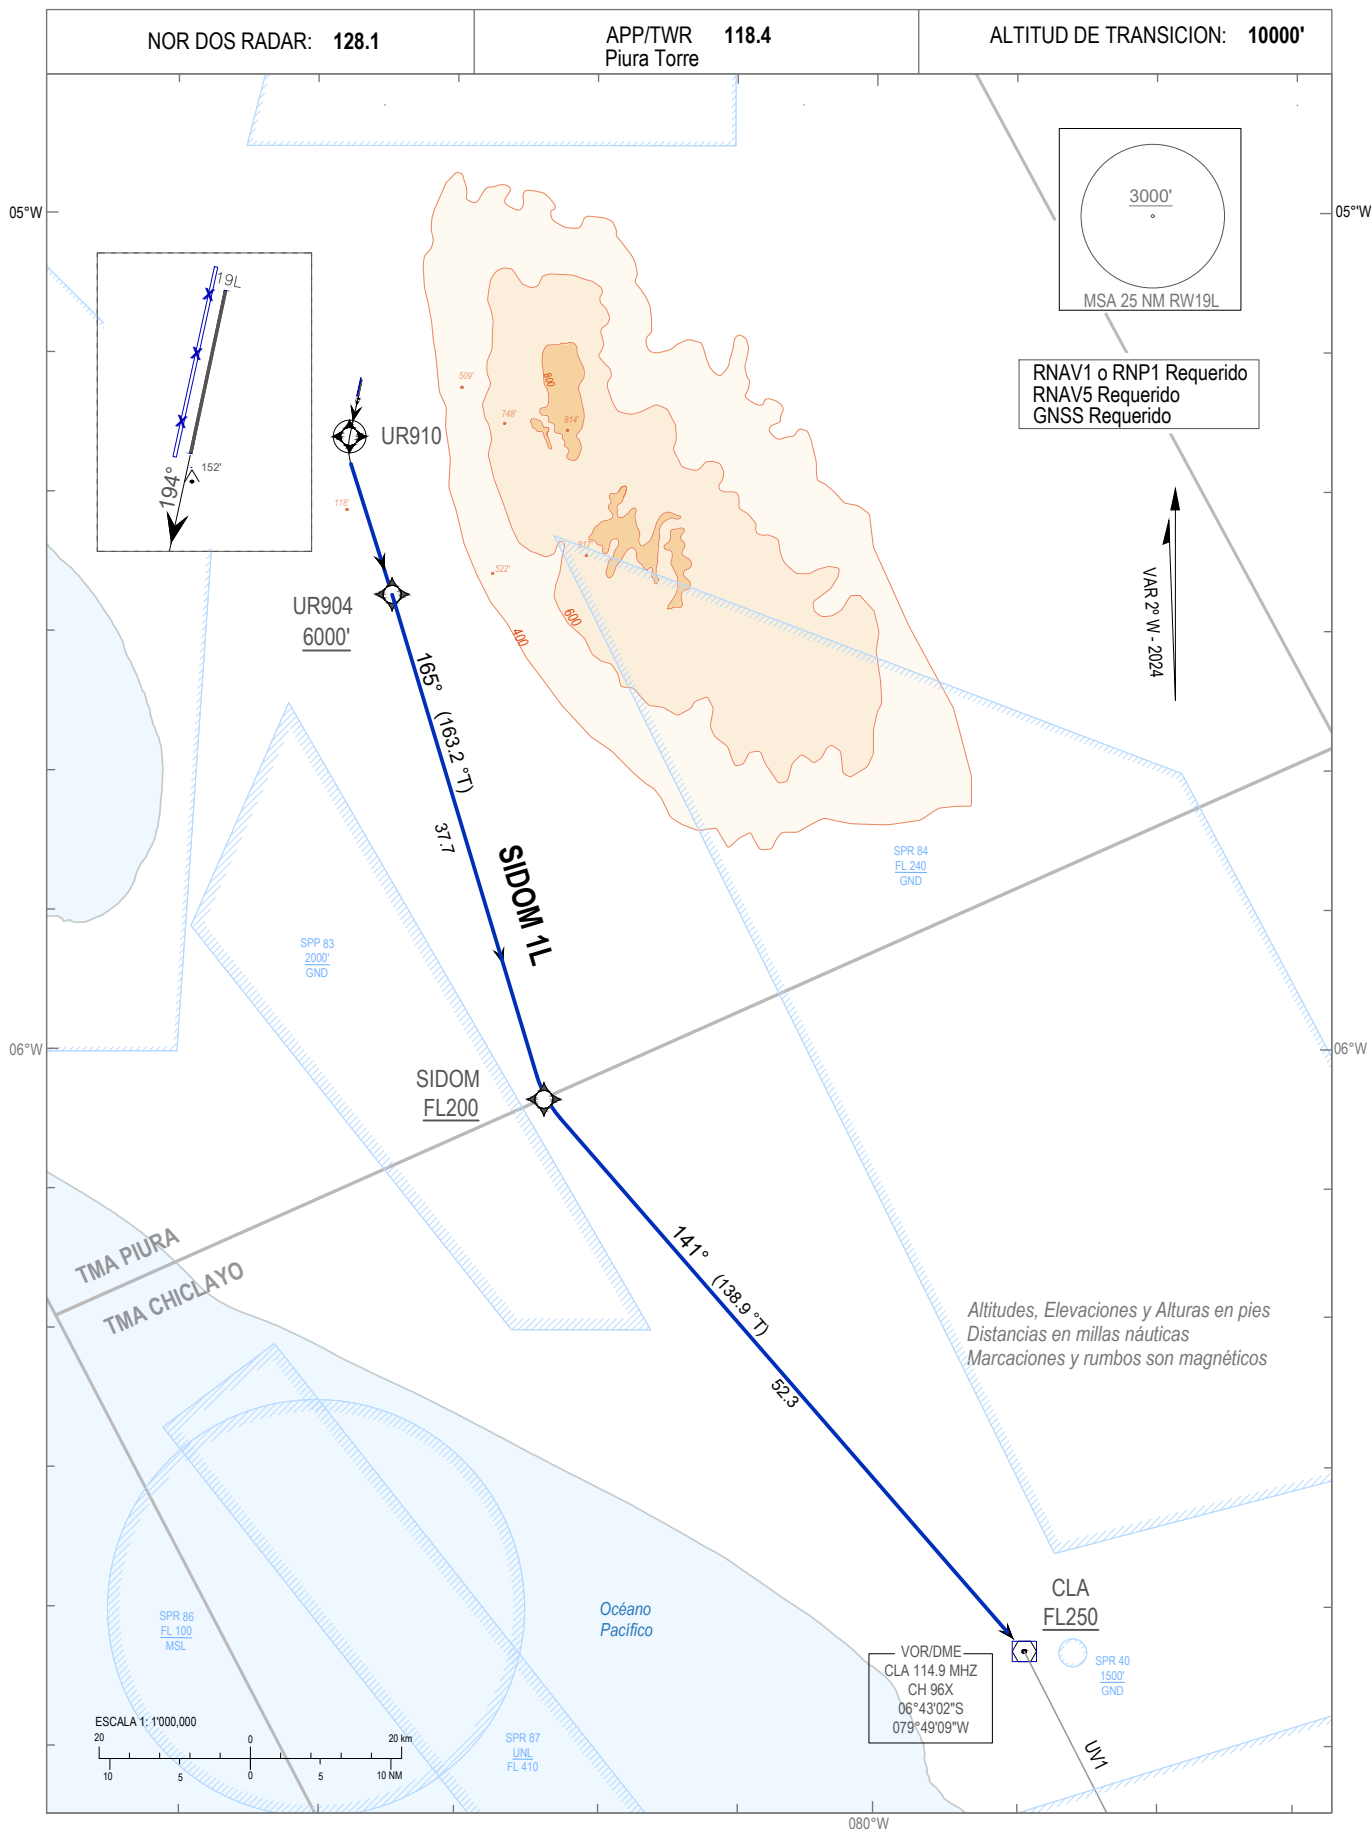 NOR DOS RADAR: 128.1
APP/TWR 118.4
Piura Torre
ALTITUD DE TRANSICION: 10000'
05°W
05°'W
3000'
MSA 25 NM RW19L
19L
194°
152'
RNAV1 o RNP1 Requerido
RNAV5 Requerido
GNSS Requerido
509'
748'
800
814'
UR910
118'
522'
817'
600
400
VAR 2° W - 2024
UR904
6000'
165° (163.2 °T)
37.7
SIDOM 1L
SPR 84
FL 240
GND
SPP 83
2000'
GND
06°W
06°W
SIDOM
FL200
TMA PIURA
TMA CHICLAYO
141° (138.9 °T)
52.3
Altitudes, Elevaciones y Alturas en pies
Distancias en millas náuticas
Marcaciones y rumbos son magnéticos
CLA
FL250
Océano
Pacífico
SPR 86
FL 100
MSL
VOR/DME
CLA 114.9 MHZ
CH 96X
06°43'02"S
079°49'09"W
SPR 40
1500'
GND
UV1
SPR 87
UNL
FL 410
ESCALA 1: 1'000,000
20 0 20 km
10 5 0 5 10 NM
080°W